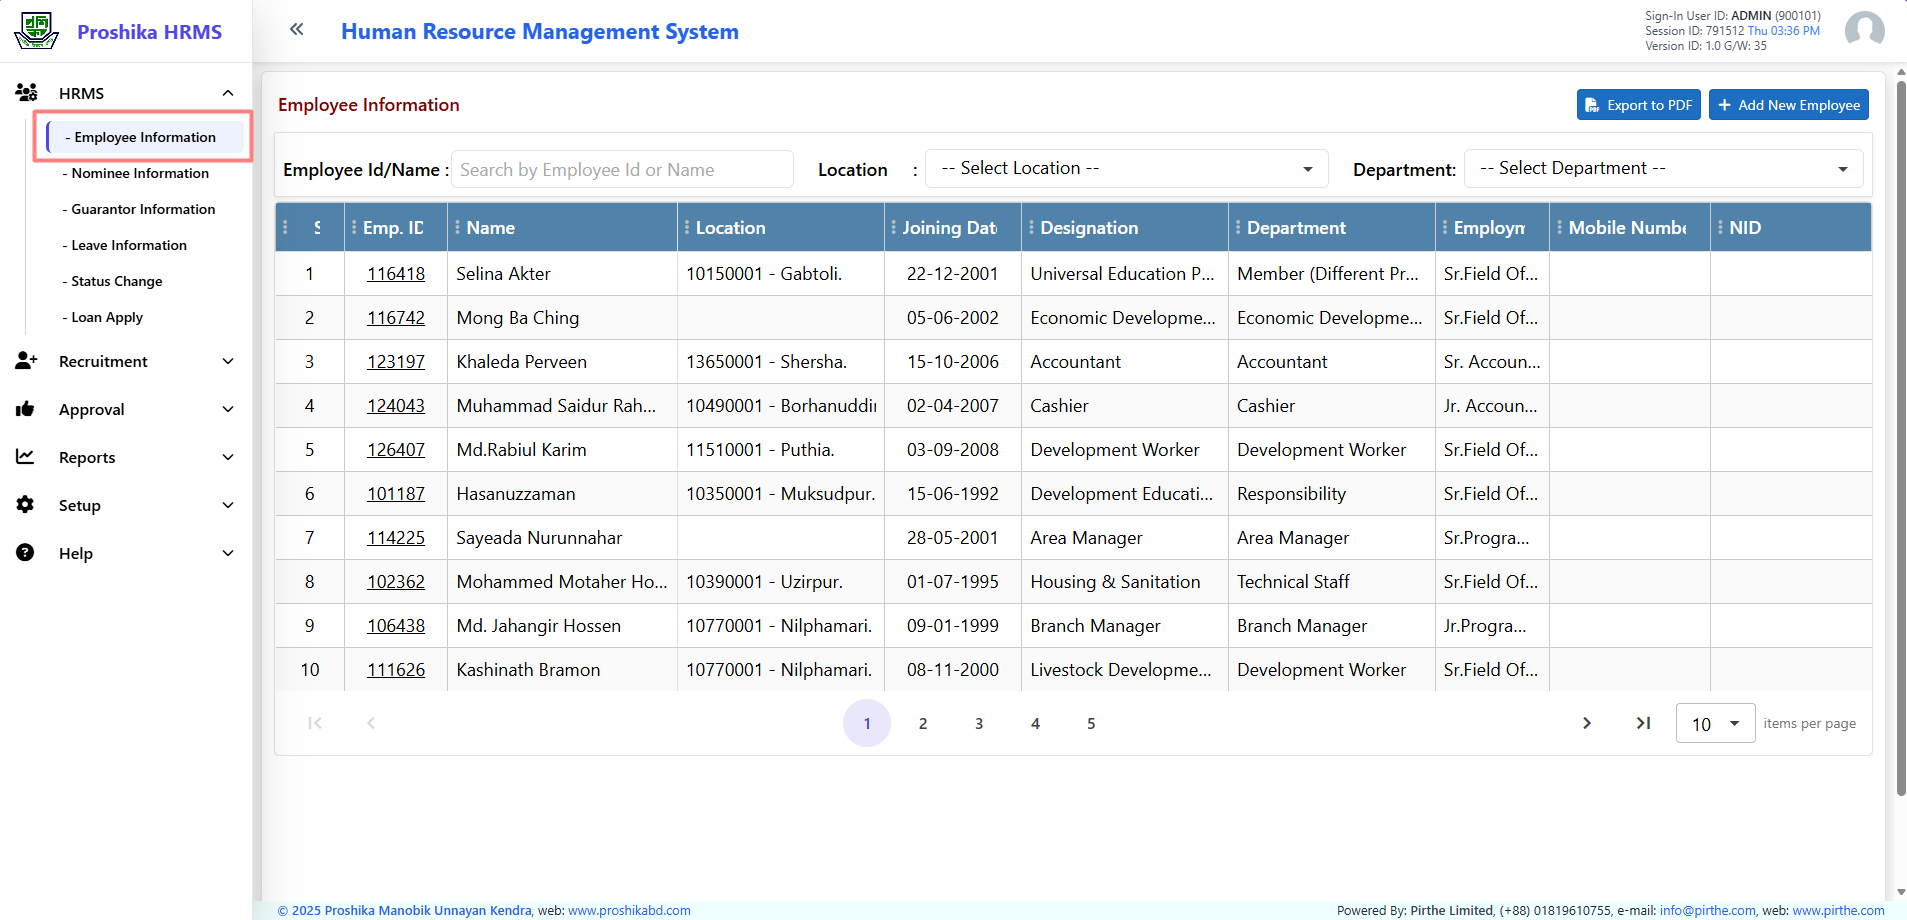 Proshika HRMS
Human Resource Management System
Sign-In User ID: ADMIN (900101)
Session ID: 791512 Thu 03:36 PM
Version ID: 1.0 G/W: 35
HRMS
- Employee Information
- Nominee Information
- Guarantor Information
- Leave Information
- Status Change
- Loan Apply
Recruitment
Approval
Reports
Setup
Help
Employee Information
Export to PDF
Add New Employee
Employee Id/Name : Search by Employee Id or Name Location : -- Select Location -- Department: -- Select Department --
S Emp. ID Name Location Joining Dat Designation Department Employm Mobile Numbe NID
1 116418 Selina Akter 10150001 - Gabtoli. 22-12-2001 Universal Education P... Member (Different Pr... Sr.Field Of...
2 116742 Mong Ba Ching 05-06-2002 Economic Developme... Economic Developme... Sr.Field Of...
3 123197 Khaleda Perveen 13650001 - Shersha. 15-10-2006 Accountant Accountant Sr. Accoun...
4 124043 Muhammad Saidur Rah... 10490001 - Borhanuddi 02-04-2007 Cashier Cashier Jr. Accoun...
5 126407 Md.Rabiul Karim 11510001 - Puthia. 03-09-2008 Development Worker Development Worker Sr.Field Of...
6 101187 Hasanuzzaman 10350001 - Muksudpur. 15-06-1992 Development Educati... Responsibility Sr.Field Of...
7 114225 Sayeada Nurunnahar 28-05-2001 Area Manager Area Manager Sr.Progra...
8 102362 Mohammed Motaher Ho... 10390001 - Uzirpur. 01-07-1995 Housing & Sanitation Technical Staff Sr.Field Of...
9 106438 Md. Jahangir Hossen 10770001 - Nilphamari. 09-01-1999 Branch Manager Branch Manager Jr.Progra...
10 111626 Kashinath Bramon 10770001 - Nilphamari. 08-11-2000 Livestock Developme... Development Worker Sr.Field Of...
1 2 3 4 5 10 items per page
© 2025 Proshika Manobik Unnayan Kendra, web: www.proshikabd.com
Powered By: Pirthe Limited, (+88) 01819610755, e-mail: info@pirthe.com, web: www.pirthe.com